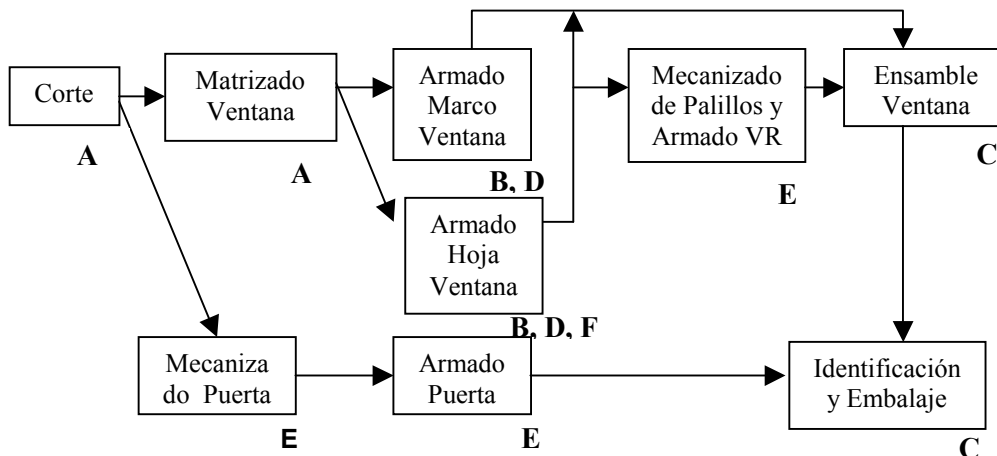 Corte
A
Matrizado
Ventana
A
Armado
Marco
Ventana
B, D
Mecanizado
de Palillos y
Armado VR
E
Ensamble
Ventana
C
Armado
Hoja
Ventana
B, D, F
Mecaniza
do Puerta
E
Armado
Puerta
E
Identificación
y Embalaje
C